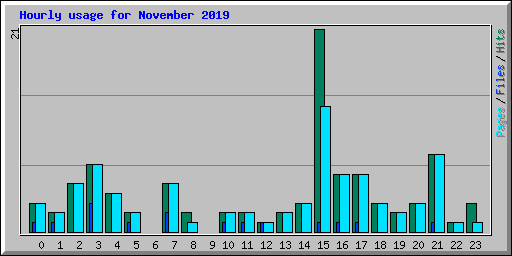 Hourly usage for November 2019
21
Pages/Files/Hits
0 1 2 3 4 5 6 7 8 9 10 11 12 13 14 15 16 17 18 19 20 21 22 23